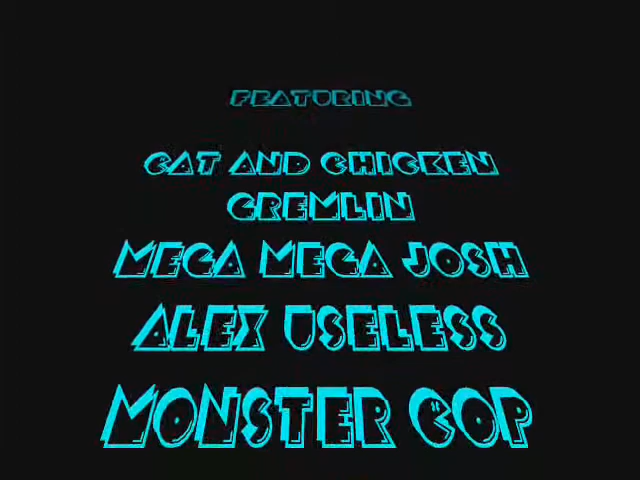 FEATURING
CAT AND CHICKEN
GREMLIN
MEGA MEGA JOSH
ALEX USELESS
MONSTER COP